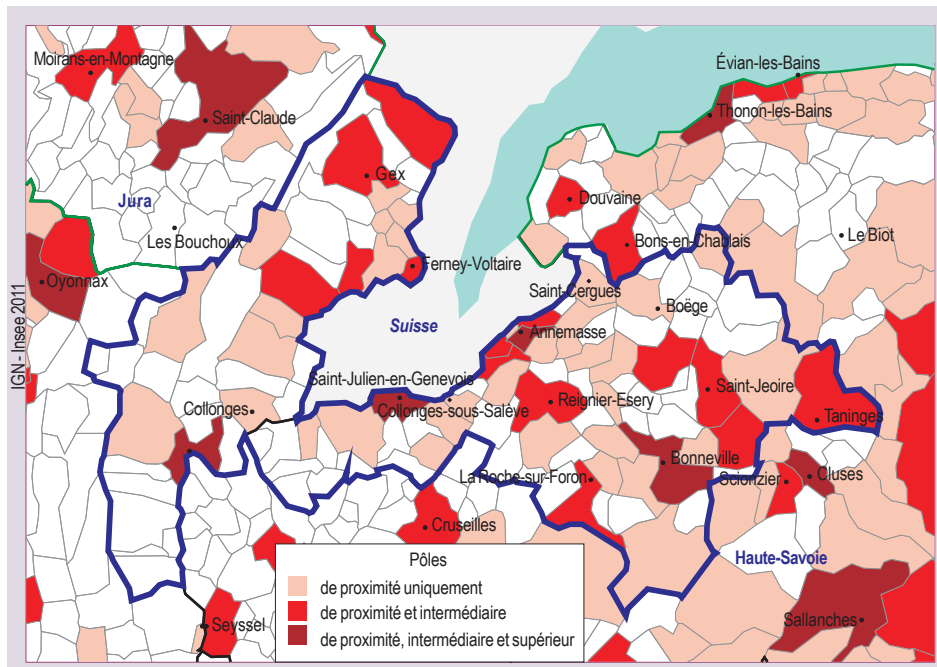 Évian-les-Bains
Moirans-en-Montagne
Thonon-les-Bains
Saint-Claude
Gex
Jura
Douvaine
Les Bouchoux
Le Biot
Bons-en-Chablais
Ferney-Voltaire
Oyonnax
Saint-Cergues
Boëge
Suisse
Annemasse
IGN - Insee 2011
Saint-Julien-en-Genevois
Saint-Jeoire
Collonges
Collonges-sous-Salève
Reignier-Esery
Taninges
Bonneville
La Roche-sur-Foron
Scionzier
Cluses
Cruseilles
Pôles
Haute-Savoie
de proximité uniquement
de proximité et intermédiaire
Seyssel
de proximité, intermédiaire et supérieur
Sallanches